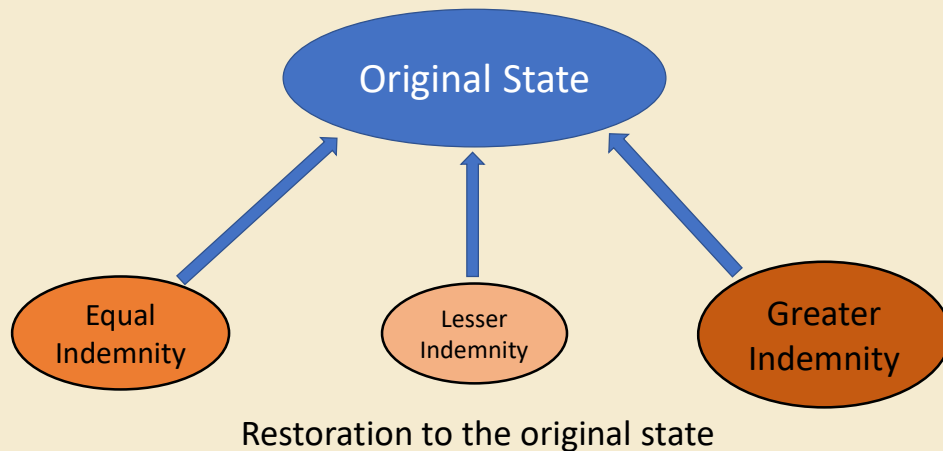 Original State
Equal
Indemnity
Lesser
Indemnity
Greater
Indemnity
Restoration to the original state